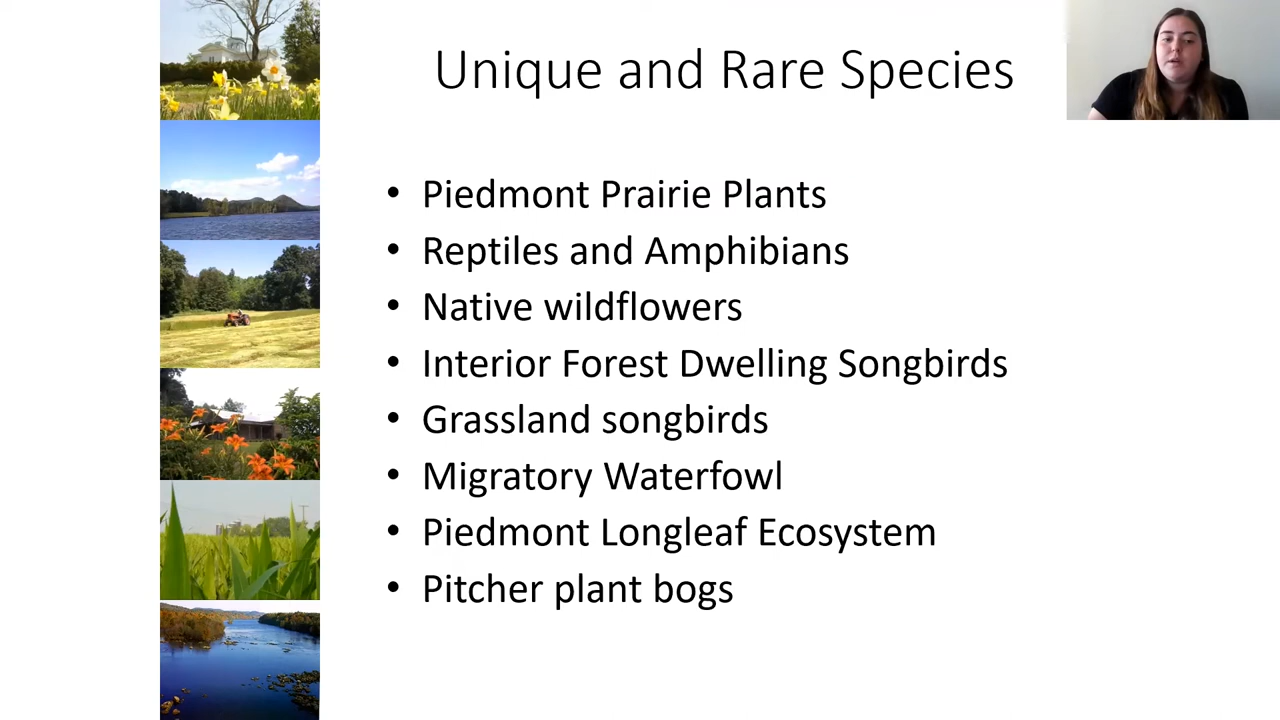 Unique and Rare Species
• Piedmont Prairie Plants
• Reptiles and Amphibians
• Native wildflowers
• Interior Forest Dwelling Songbirds
• Grassland songbirds
• Migratory Waterfowl
• Piedmont Longleaf Ecosystem
• Pitcher plant bogs